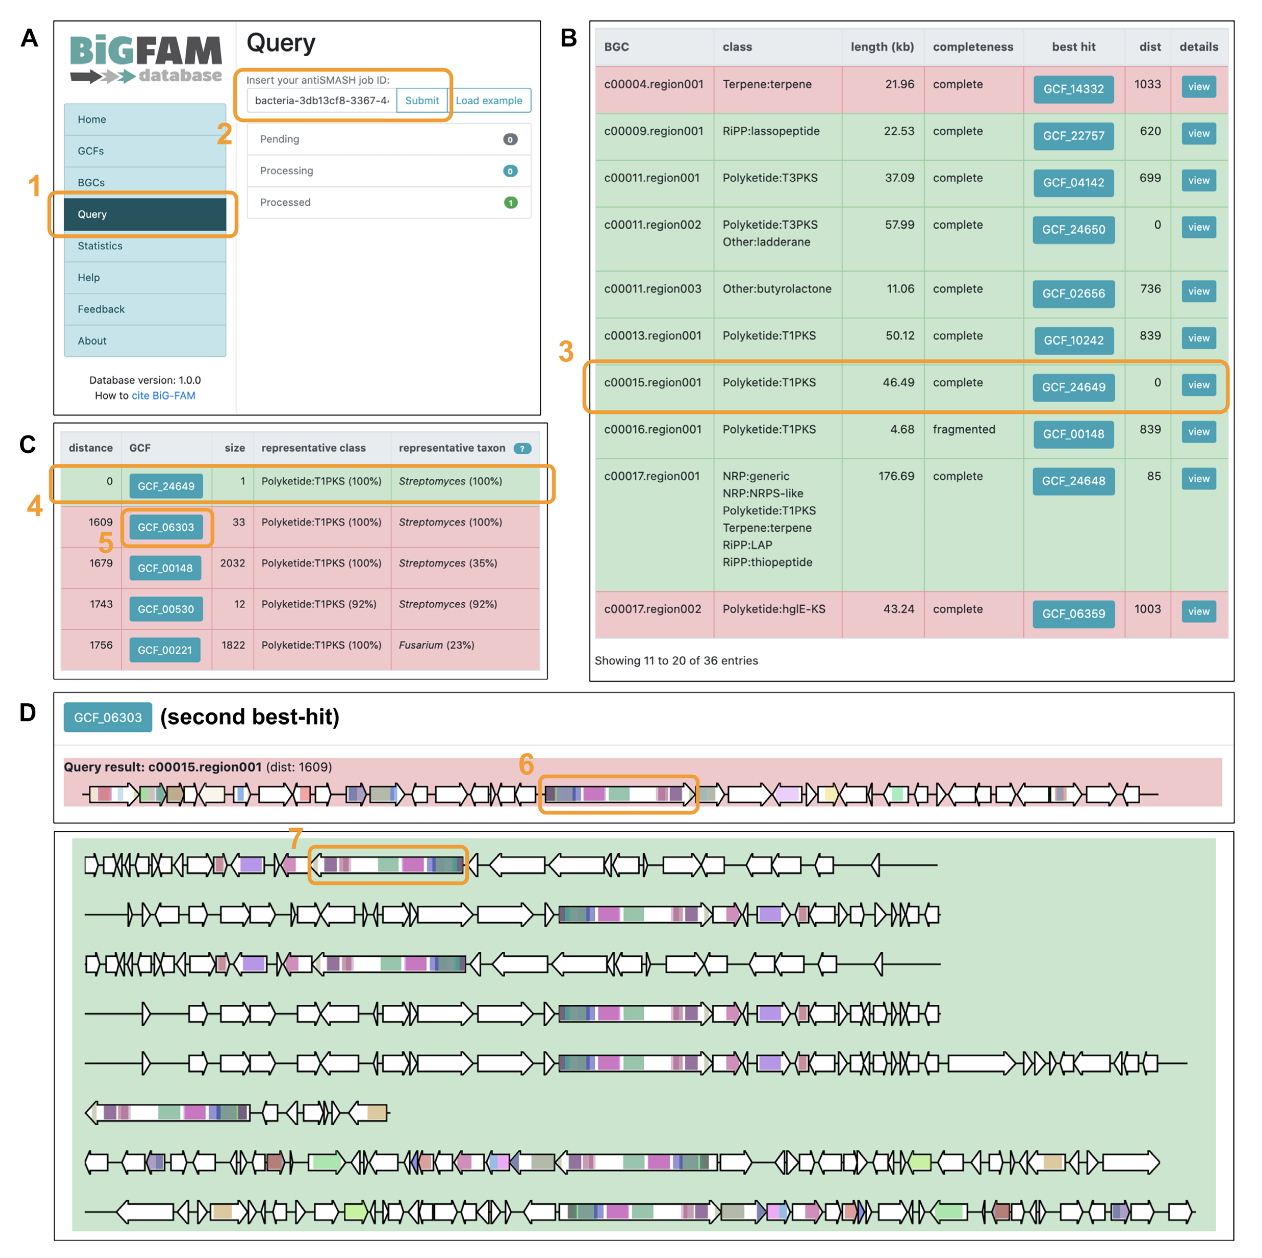 A
BiGFAM
database
Home
GCFs
BGCs
1
Query
Statistics
Help
Feedback
About
Database version: 1.0.0
How to cite BiG-FAM
Query
Insert your antiSMASH job ID:
bacteria-3db13cf8-3367-4 Submit Load example
2
Pending 0
Processing 0
Processed 1
B
BGC class length (kb) completeness best hit dist details
c00004.region001 Terpene:terpene 21.96 complete GCF_14332 1033 view
c00009.region001 RiPP:lassopeptide 22.53 complete GCF_22757 620 view
c00011.region001 Polyketide:T3PKS 37.09 complete GCF_04142 699 view
c00011.region002 Polyketide:T3PKS 57.99 complete GCF_24650 0 view
Other:ladderane
c00011.region003 Other:butyrolactone 11.06 complete GCF_02656 736 view
c00013.region001 Polyketide:T1PKS 50.12 complete GCF_10242 839 view
3
c00015.region001 Polyketide:T1PKS 46.49 complete GCF_24649 0 view
c00016.region001 Polyketide:T1PKS 4.68 fragmented GCF_00148 839 view
c00017.region001 NRP:generic 176.69 complete GCF_24648 85 view
NRP:NRPS-like
Polyketide:T1PKS
Terpene:terpene
RiPP:LAP
RiPP:thiopeptide
c00017.region002 Polyketide:hglE-KS 43.24 complete GCF_06359 1003 view
Showing 11 to 20 of 36 entries
C
distance GCF size representative class representative taxon ?
4
0 GCF_24649 1 Polyketide:T1PKS (100%) Streptomyces (100%)
1609 GCF_06303 33 Polyketide:T1PKS (100%) Streptomyces (100%)
5
1679 GCF_00148 2032 Polyketide:T1PKS (100%) Streptomyces (35%)
1743 GCF_00530 12 Polyketide:T1PKS (92%) Streptomyces (92%)
1756 GCF_00221 1822 Polyketide:T1PKS (100%) Fusarium (23%)
D
GCF_06303 (second best-hit)
Query result: c00015.region001 (dist: 1609)
6
7